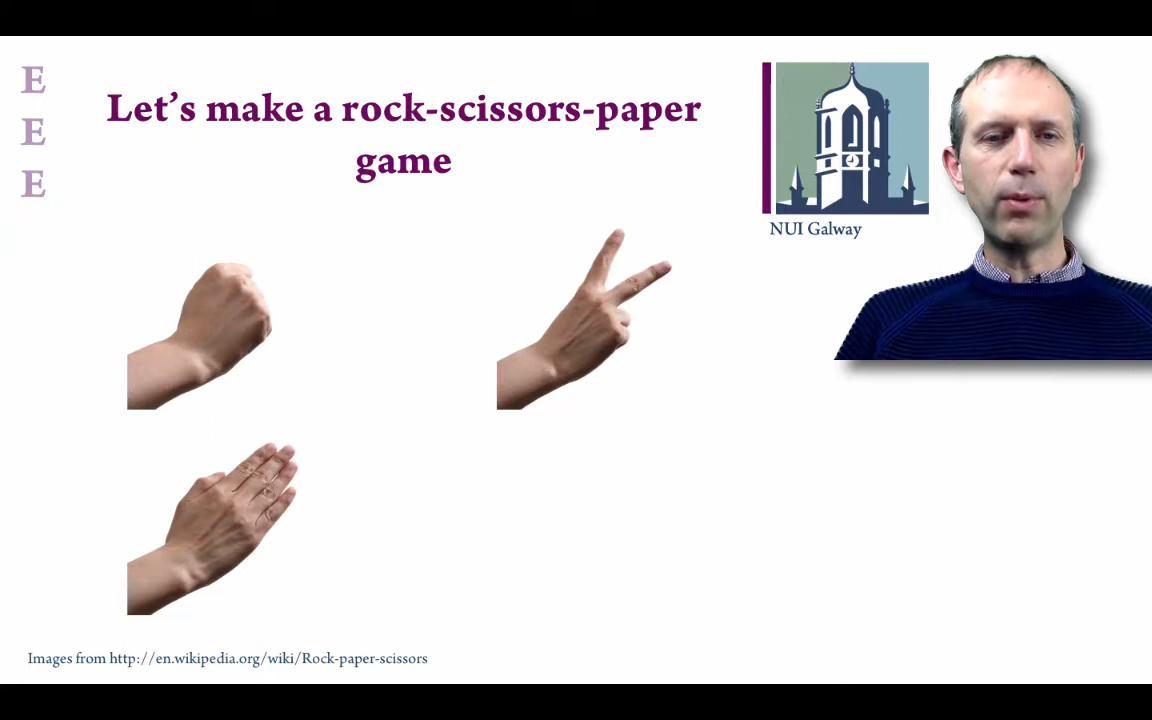 E
E
E
Let's make a rock-scissors-paper
game
NUI Galway
Images from http://en.wikipedia.org/wiki/Rock-paper-scissors